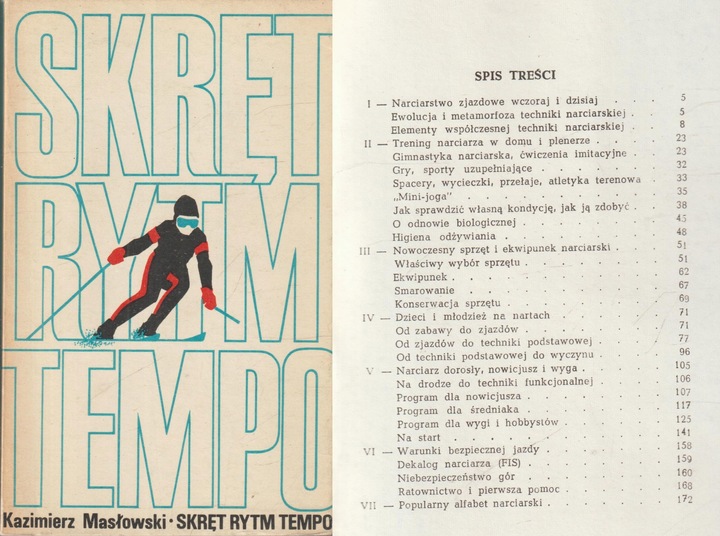 SKRĘT
RYTM
TEMPO
Kazimierz Masłowski · SKRĘT RYTM TEMPO
SPIS TREŚCI
I — Narciarstwo zjazdowe wczoraj i dzisiaj . . . 5
Ewolucja i metamorfoza techniki narciarskiej . 5
Elementy współczesnej techniki narciarskiej . . 8
II — Trening narciarza w domu i plenerze . . . 23
Gimnastyka narciarska, ćwiczenia imitacyjne . . 23
Gry, sporty uzupełniające . . . . . . 32
Spacery, wycieczki, przełaje, atletyka terenowa . 33
„Mini-joga" . . . . . . . . . 35
Jak sprawdzić własną kondycję, jak ją zdobyć . . 38
O odnowie biologicznej . . . . . . 45
Higiena odżywiania . . . . . . . 48
III — Nowoczesny sprzęt i ekwipunek narciarski . . . 51
Właściwy wybór sprzętu . . . . . . 51
Ekwipunek . . . . . . . . . 62
Smarowanie . . . . . . . . . 67
Konserwacja sprzętu . . . . . . . 69
IV — Dzieci i młodzież na nartach . . . . . 71
Od zabawy do zjazdów . . . . . . 71
Od zjazdów do techniki podstawowej . . . . 77
Od techniki podstawowej do wyczynu . . . . 96
V — Narciarz dorosły, nowicjusz i wyga . . . . 105
Na drodze do techniki funkcjonalnej . . . . 106
Program dla nowicjusza . . . . . . 107
Program dla średniaka . . . . . . 117
Program dla wygi i hobbystów . . . . . 125
Na start . . . . . . . . . 141
VI — Warunki bezpiecznej jazdy . . . . . 158
Dekalog narciarza (FIS) . . . . . . 159
Niebezpieczeństwo gór . . . . . . 160
Ratownictwo i pierwsza pomoc . . . . . 168
VII — Popularny alfabet narciarski . . . . . 172